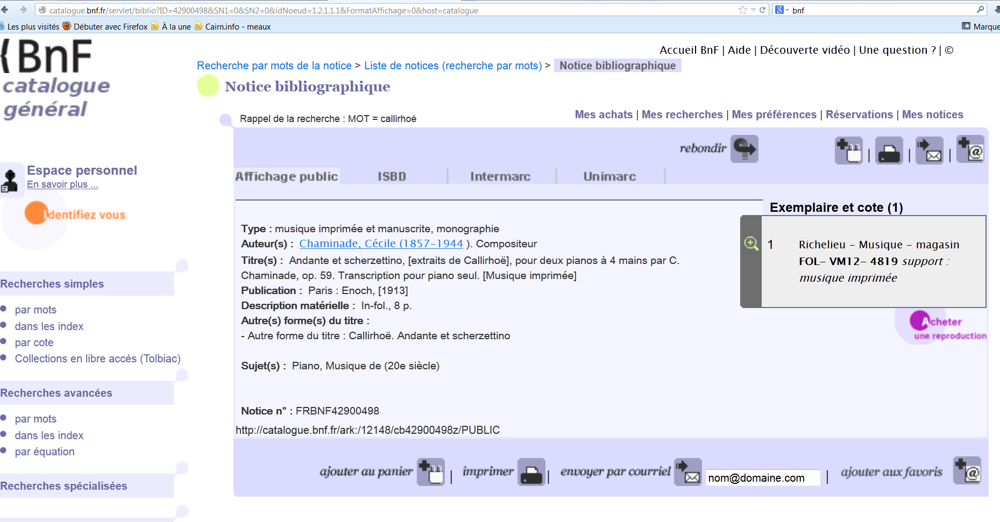 catalogue.bnf.fr/servlet/biblio?ID=42900498&SN1=0&SN2=0&idNoeud=1.2.1.1.1&FormatAffichage=0&host=catalogue
bnf
Les plus visités Débuter avec Firefox À la une Cairn.info - meaux
Marque
BnF
catalogue
général
Accueil BnF | Aide | Découverte vidéo | Une question ? | ©
Recherche par mots de la notice > Liste de notices (recherche par mots) > Notice bibliographique
Notice bibliographique
Rappel de la recherche : MOT = callirhoé
Mes achats | Mes recherches | Mes préférences | Réservations | Mes notices
rebondir
Espace personnel
En savoir plus ...
Identifiez vous
Affichage public ISBD Intermarc Unimarc
Exemplaire et cote (1)
1 Richelieu - Musique - magasin
FOL- VM12- 4819 support :
musique imprimée
Acheter
une reproduction
Type : musique imprimée et manuscrite, monographie
Auteur(s) : Chaminade, Cécile (1857-1944 ). Compositeur
Titre(s) : Andante et scherzettino, [extraits de Callirhoë], pour deux pianos à 4 mains par C.
Chaminade, op. 59. Transcription pour piano seul. [Musique imprimée]
Publication : Paris : Enoch, [1913]
Description matérielle : In-fol., 8 p.
Autre(s) forme(s) du titre :
- Autre forme du titre : Callirhoë. Andante et scherzettino
Sujet(s) : Piano, Musique de (20e siècle)
Notice n° : FRBNF42900498
http://catalogue.bnf.fr/ark:/12148/cb42900498z/PUBLIC
Recherches simples
par mots
dans les index
par cote
Collections en libre accès (Tolbiac)
Recherches avancées
par mots
dans les index
par équation
Recherches spécialisées
ajouter au panier | imprimer | envoyer par courriel nom@domaine.com | ajouter aux favoris